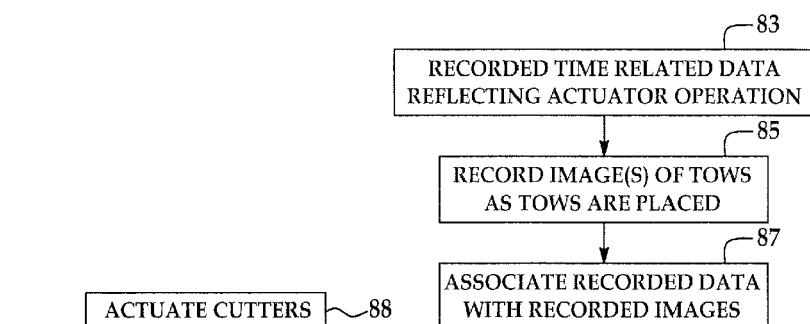 83
RECORDED TIME RELATED DATA
REFLECTING ACTUATOR OPERATION
85
RECORD IMAGE(S) OF TOWS
AS TOWS ARE PLACED
87
ASSOCIATE RECORDED DATA
WITH RECORDED IMAGES
ACTUATE CUTTERS 88